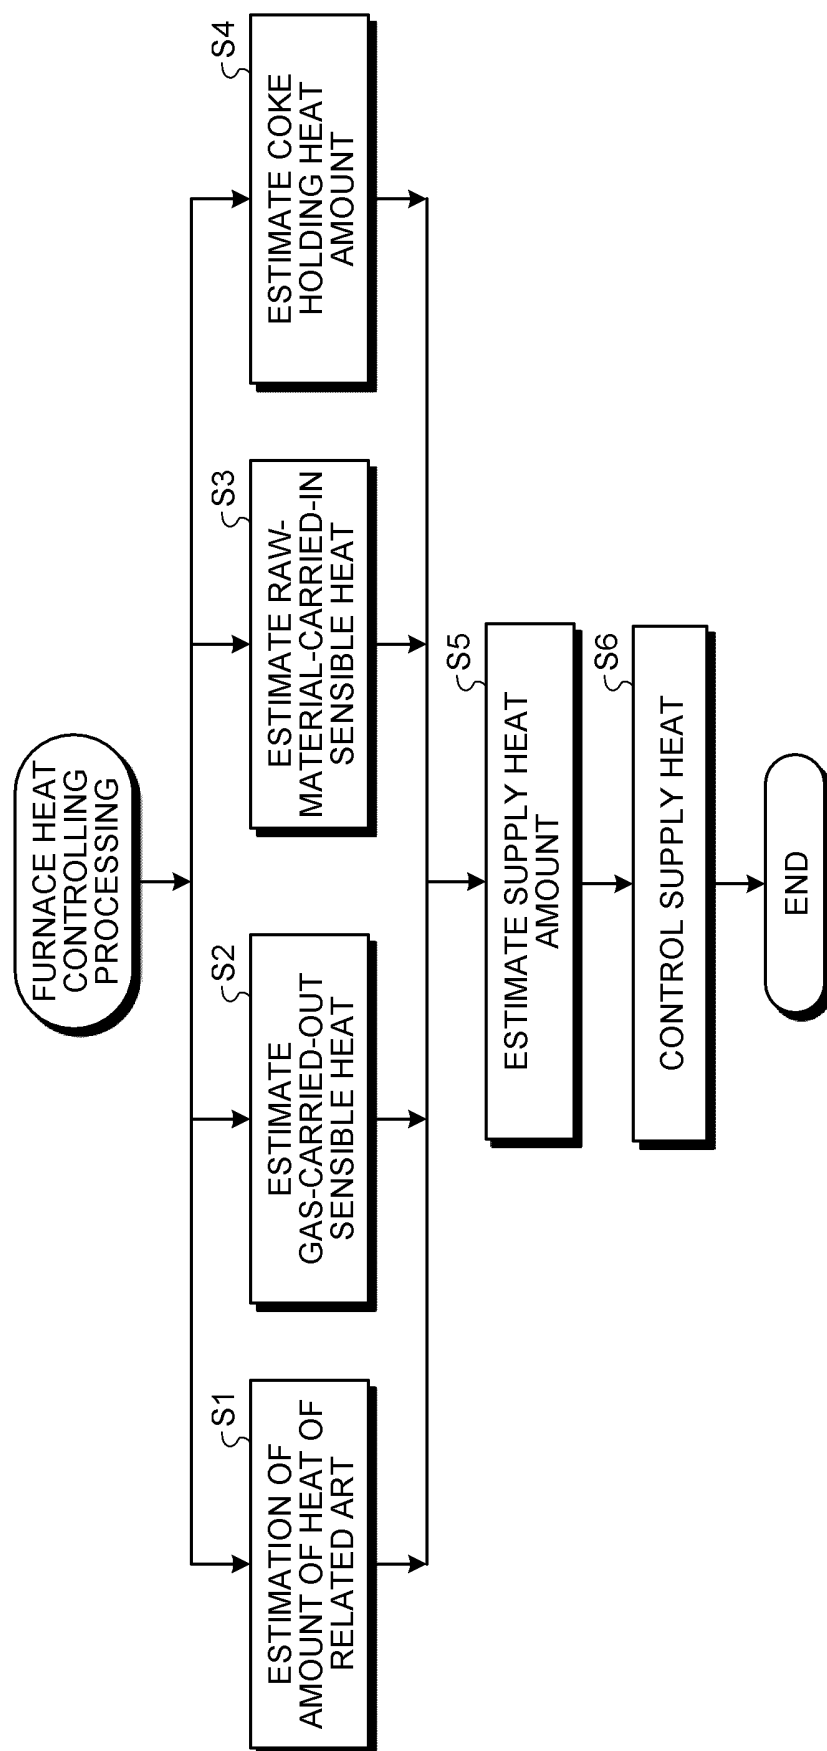 FURNACE HEAT
CONTROLLING
PROCESSING
S1
ESTIMATION OF
AMOUNT OF HEAT OF
RELATED ART
S2
ESTIMATE
GAS-CARRIED-OUT
SENSIBLE HEAT
S3
ESTIMATE RAW-
MATERIAL-CARRIED-IN
SENSIBLE HEAT
S4
ESTIMATE COKE
HOLDING HEAT
AMOUNT
S5
ESTIMATE SUPPLY HEAT
AMOUNT
S6
CONTROL SUPPLY HEAT
END